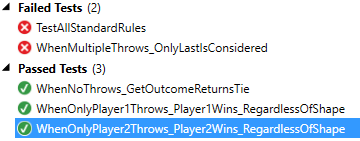 Failed Tests (2)
TestAllStandardRules
WhenMultipleThrows_OnlyLastIsConsidered
Passed Tests (3)
WhenNoThrows_GetOutcomeReturnsTie
WhenOnlyPlayer1Throws_Player1Wins_RegardlessOfShape
WhenOnlyPlayer2Throws_Player2Wins_RegardlessOfShape